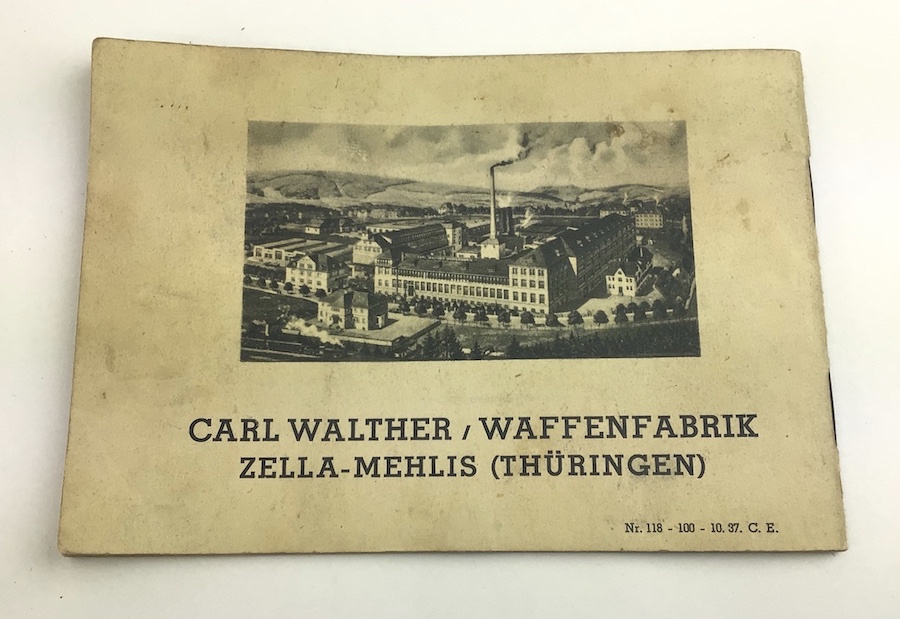 CARL WALTHER / WAFFENFABRIK
ZELLA-MEHLIS (THÜRINGEN)
Nr. 118 - 100 - 10. 37. C. E.